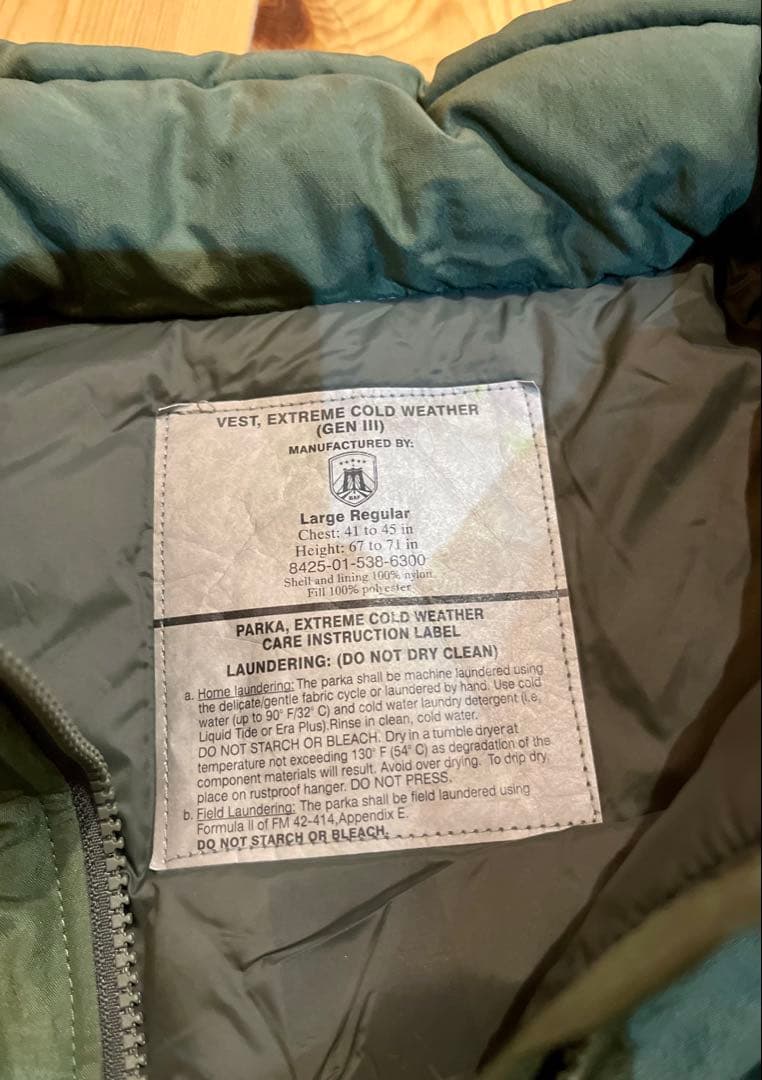 VEST, EXTREME COLD WEATHER
(GEN III)
MANUFACTURED BY:
Large Regular
Chest: 41 to 45 in
Height: 67 to 71 in
8425-01-538-6300
Shell and lining 100% nylon
Fill 100% polyester
PARKA, EXTREME COLD WEATHER
CARE INSTRUCTION LABEL
LAUNDERING: (DO NOT DRY CLEAN)
a. Home laundering: The parka shall be machine laundered using
the delicate/gentle fabric cycle or laundered by hand. Use cold
water (up to 90° F/32° C) and cold water laundry detergent (i.e,
Liquid Tide or Era Plus).Rinse in clean, cold water.
DO NOT STARCH OR BLEACH. Dry in a tumble dryer at
temperature not exceeding 130° F (54° C) as degradation of the
component materials will result. Avoid over drying. To drip dry,
place on rustproof hanger. DO NOT PRESS.
b. Field Laundering: The parka shall be field laundered using
Formula II of FM 42-414,Appendix E.
DO NOT STARCH OR BLEACH.